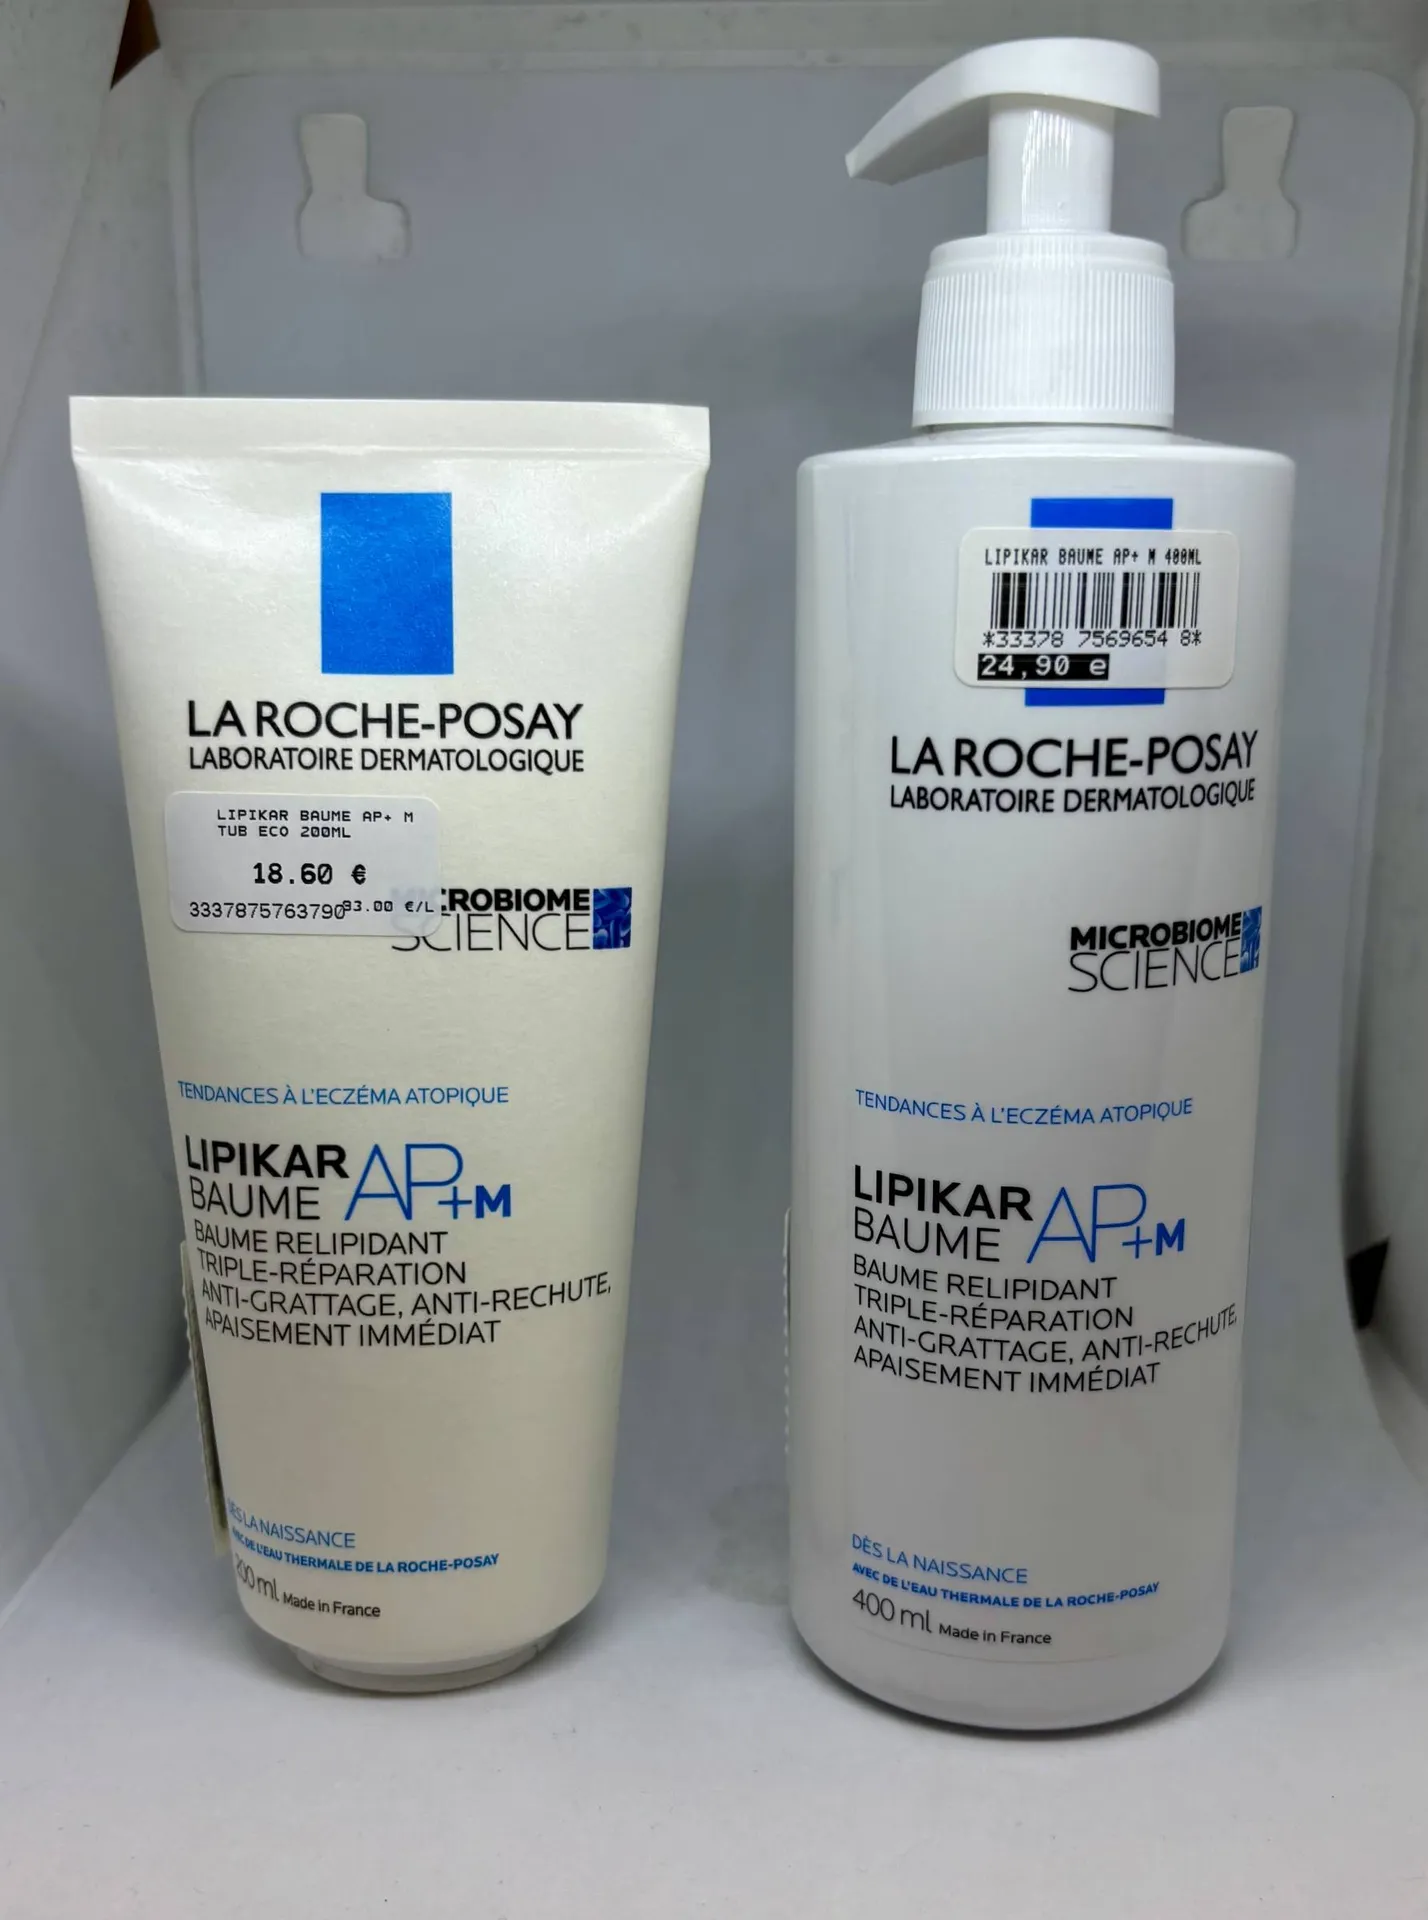 LA ROCHE-POSAY
LABORATOIRE DERMATOLOGIQUE
LIPIKAR BAUME AP+ M
TUB ECO 200ML
18.60 €
3337875763790 93.00 €/L
MICROBIOME
SCIENCE
TENDANCES À L'ECZÉMA ATOPIQUE
LIPIKAR
BAUME AP+M
BAUME RELIPIDANT
TRIPLE-RÉPARATION
ANTI-GRATTAGE, ANTI-RECHUTE,
APAISEMENT IMMÉDIAT
DÈS LA NAISSANCE
AVEC DE L'EAU THERMALE DE LA ROCHE-POSAY
200 ml Made in France
LIPIKAR BAUME AP+ M 400ML
*33378 7569654 8*
24,90 e
LA ROCHE-POSAY
LABORATOIRE DERMATOLOGIQUE
MICROBIOME
SCIENCE
TENDANCES À L'ECZÉMA ATOPIQUE
LIPIKAR
BAUME AP+M
BAUME RELIPIDANT
TRIPLE-RÉPARATION
ANTI-GRATTAGE, ANTI-RECHUTE,
APAISEMENT IMMÉDIAT
DÈS LA NAISSANCE
AVEC DE L'EAU THERMALE DE LA ROCHE-POSAY
400 ml Made in France